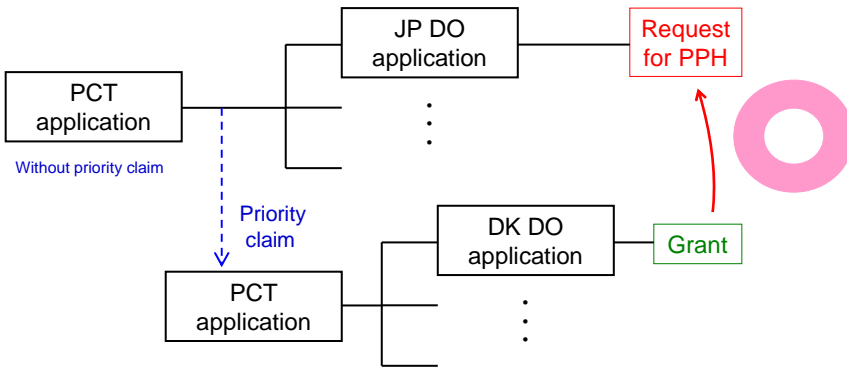 JP DO
application
Request
for PPH
PCT
application
Without priority claim
Priority
claim
DK DO
application
Grant
PCT
application